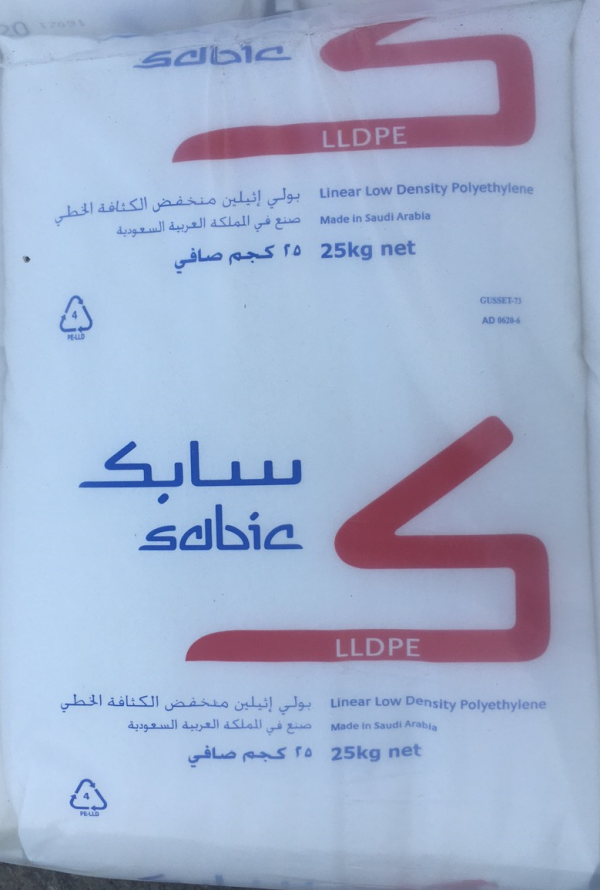 sabic
LLDPE
بولي إثيلين منخفض الكثافة الخطي Linear Low Density Polyethylene
صنع في المملكة العربية السعودية Made in Saudi Arabia
٢٥ كجم صافي 25kg net
4
PE-LLD
GUSSET-73
AD 0620-6
سابك
sabic
LLDPE
بولي إثيلين منخفض الكثافة الخطي Linear Low Density Polyethylene
صنع في المملكة العربية السعودية Made in Saudi Arabia
٢٥ كجم صافي 25kg net
4
PE-LLD